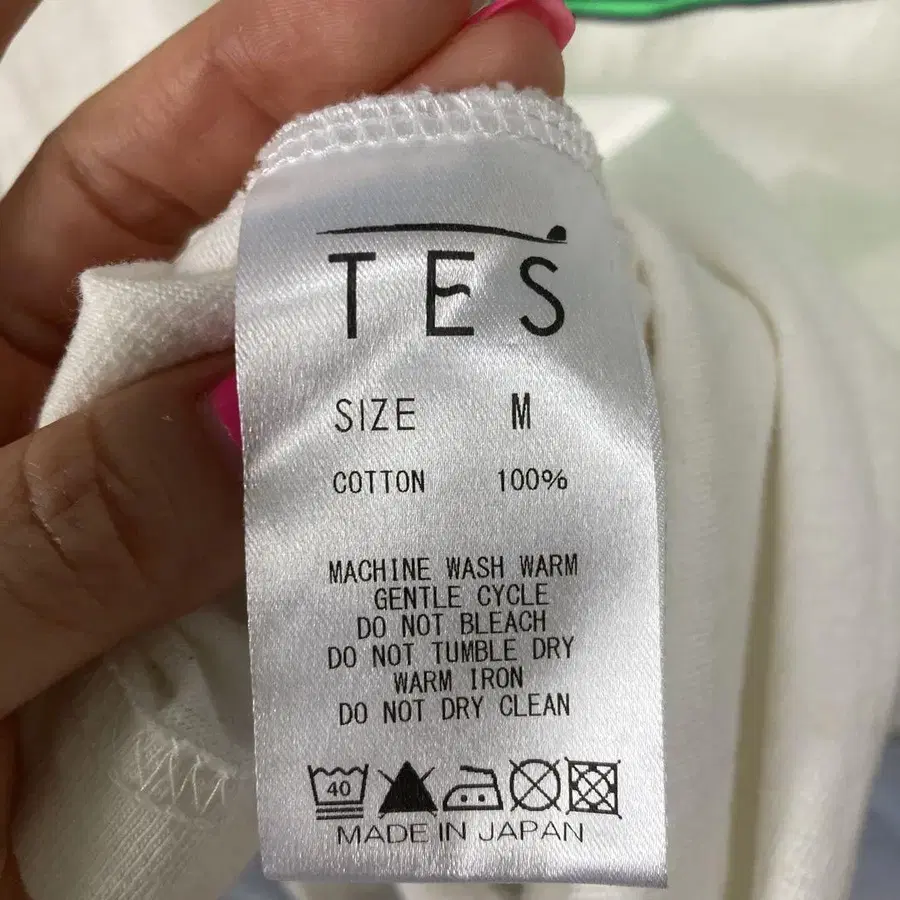 TES
SIZE M
COTTON 100%
MACHINE WASH WARM
GENTLE CYCLE
DO NOT BLEACH
DO NOT TUMBLE DRY
WARM IRON
DO NOT DRY CLEAN
40
MADE IN JAPAN